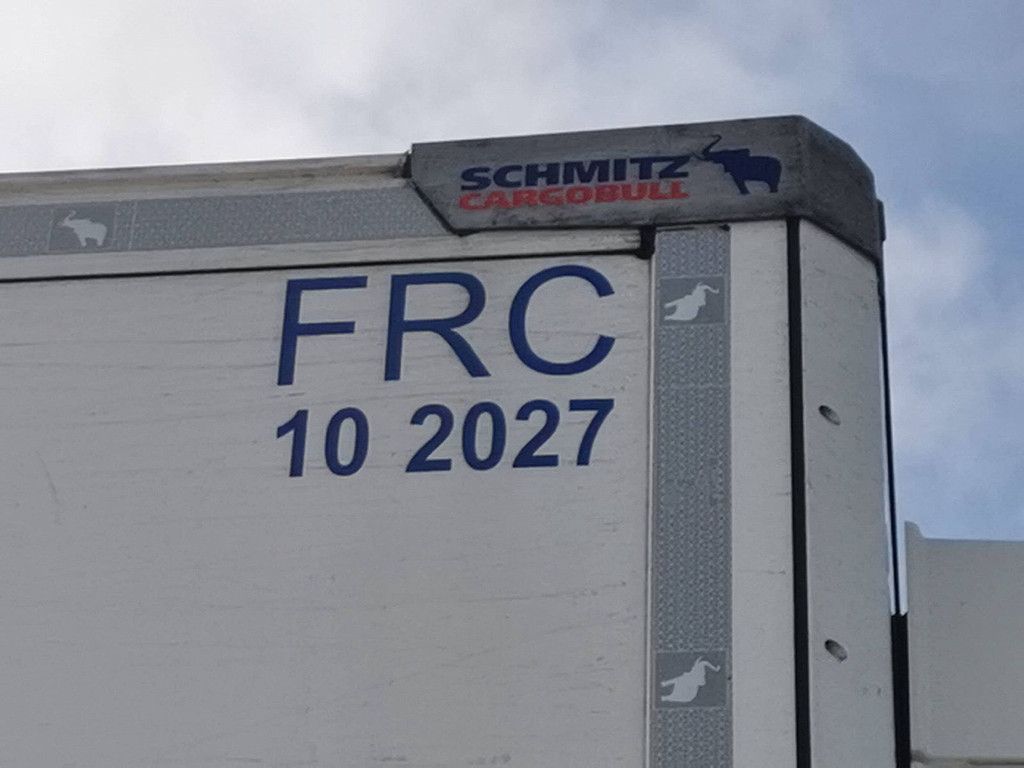 SCHMITZ
CARGOBULL
FRC
10 2027